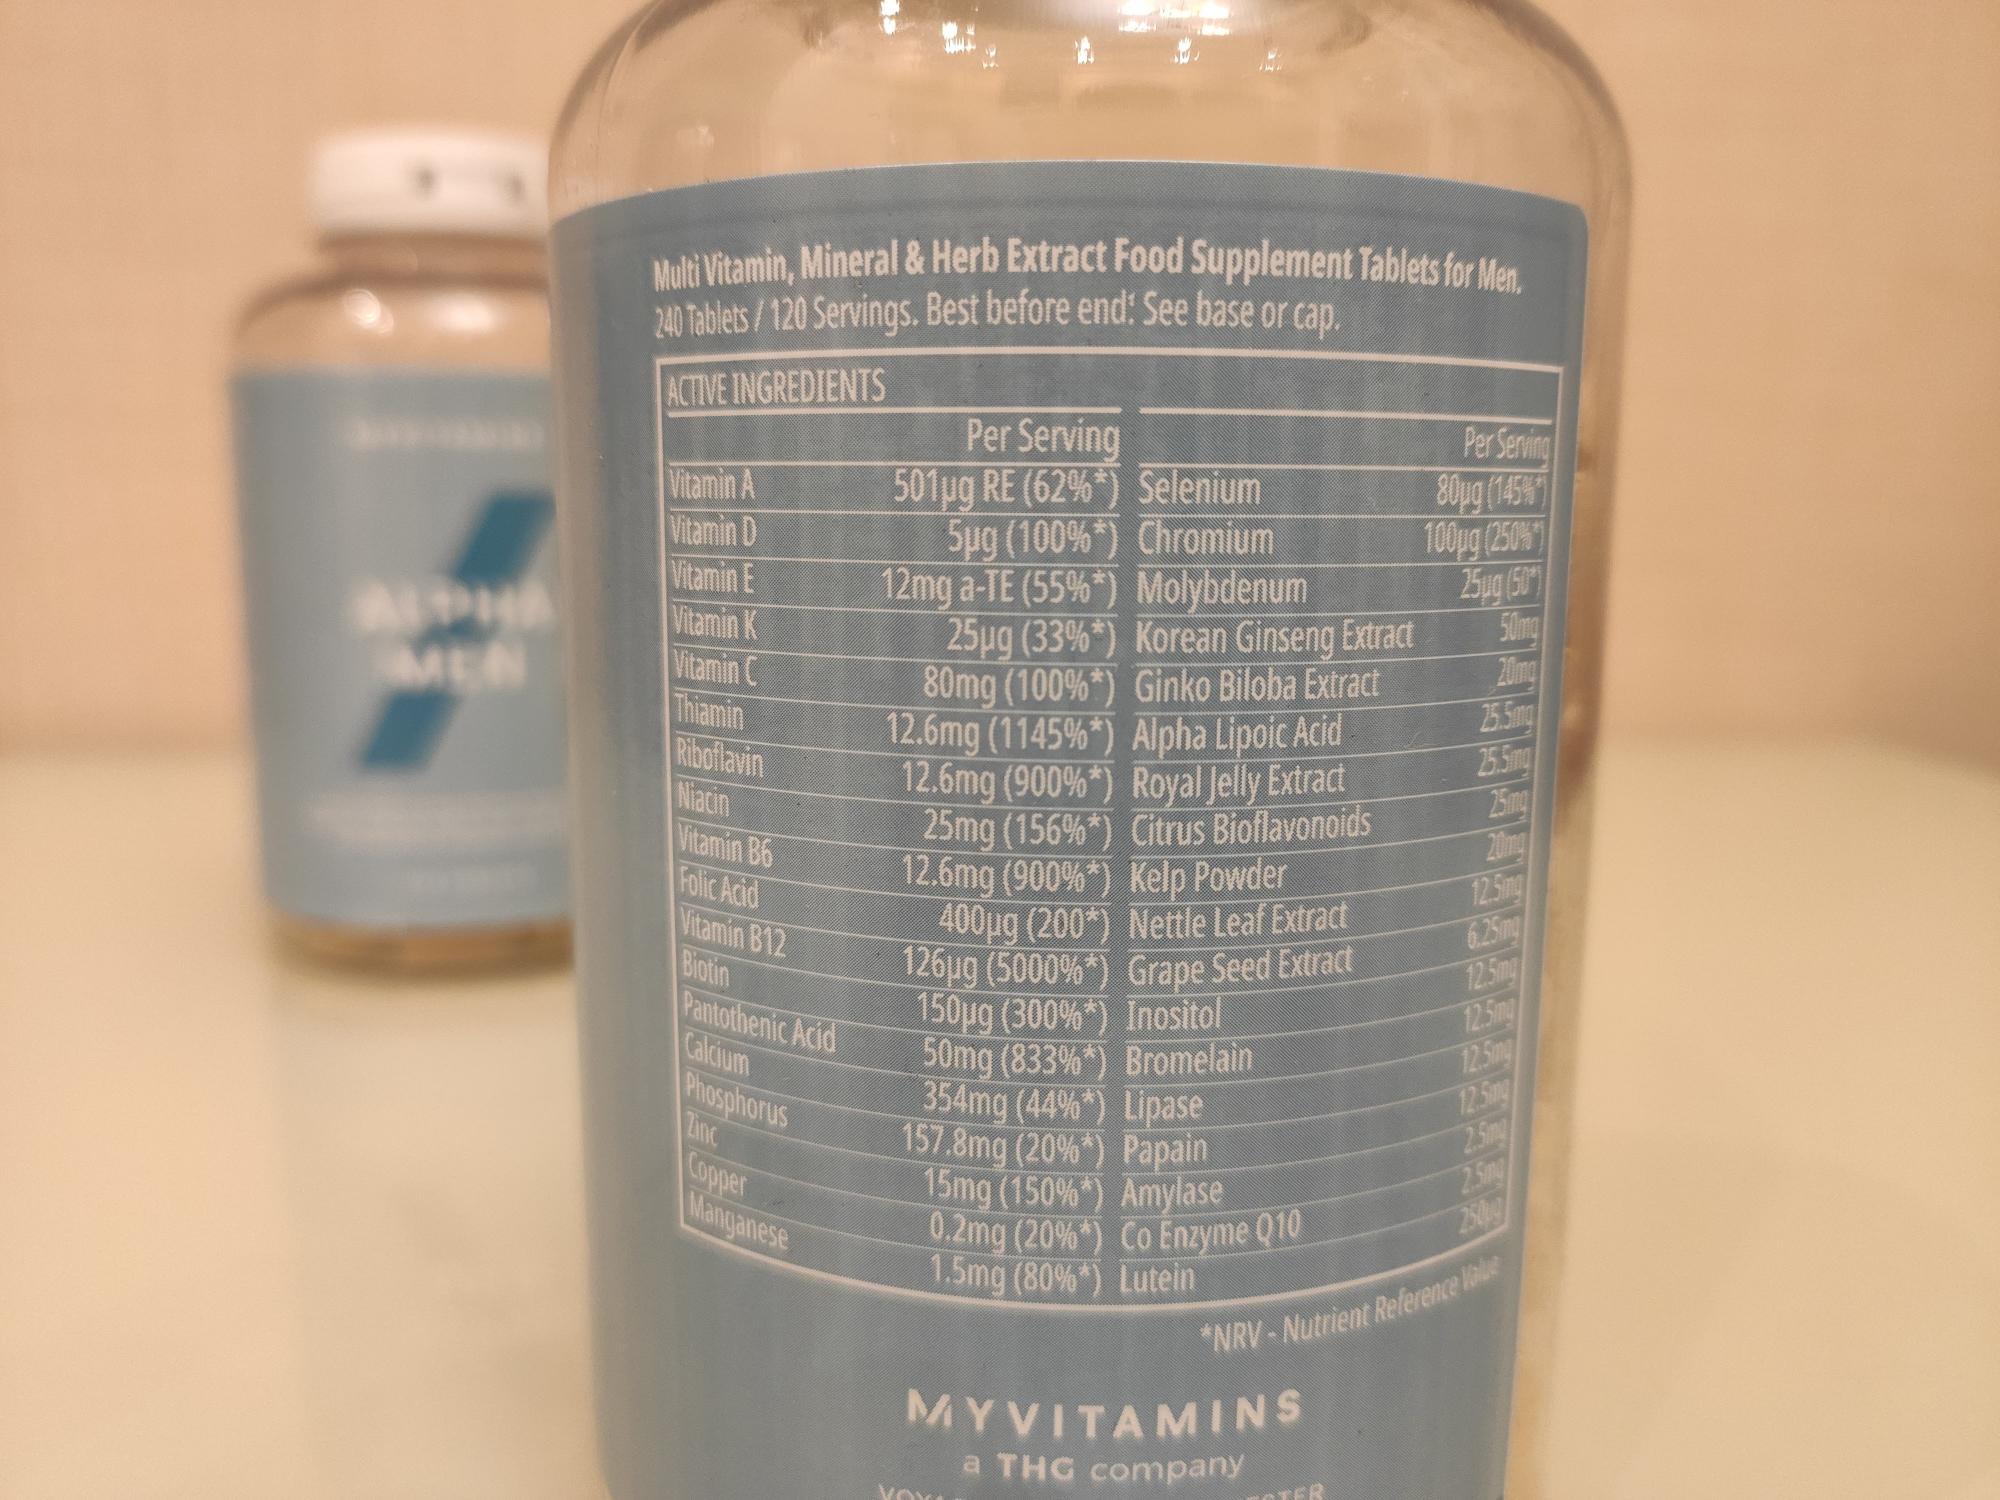 Multi Vitamin, Mineral & Herb Extract Food Supplement Tablets for Men.
240 Tablets / 120 Servings. Best before end: See base or cap.
ACTIVE INGREDIENTS
Per Serving Per Serving
Vitamin A 501µg RE (62%*) Selenium 80µg (145%*)
Vitamin D 5µg (100%*) Chromium 100µg (250%*)
Vitamin E 12mg a-TE (55%*) Molybdenum 25µg (50*)
Vitamin K 25µg (33%*) Korean Ginseng Extract 50mg
Vitamin C 80mg (100%*) Ginko Biloba Extract 20mg
Thiamin 12.6mg (1145%*) Alpha Lipoic Acid 25.5mg
Riboflavin 12.6mg (900%*) Royal Jelly Extract 25.5mg
Niacin 25mg (156%*) Citrus Bioflavonoids 25mg
Vitamin B6 12.6mg (900%*) Kelp Powder 20mg
Folic Acid 400µg (200*) Nettle Leaf Extract 12.5mg
Vitamin B12 126µg (5000%*) Grape Seed Extract 6.25mg
Biotin 150µg (300%*) Inositol 12.5mg
Pantothenic Acid 50mg (833%*) Bromelain 12.5mg
Calcium 354mg (44%*) Lipase 12.5mg
Phosphorus 157.8mg (20%*) Papain 12.5mg
Zinc 15mg (150%*) Amylase 2.5mg
Copper 0.2mg (20%*) Co Enzyme Q10 2.5mg
Manganese 1.5mg (80%*) Lutein 250µg
*NRV - Nutrient Reference Value
MYVITAMINS
a THG company
ALPHA
MEN